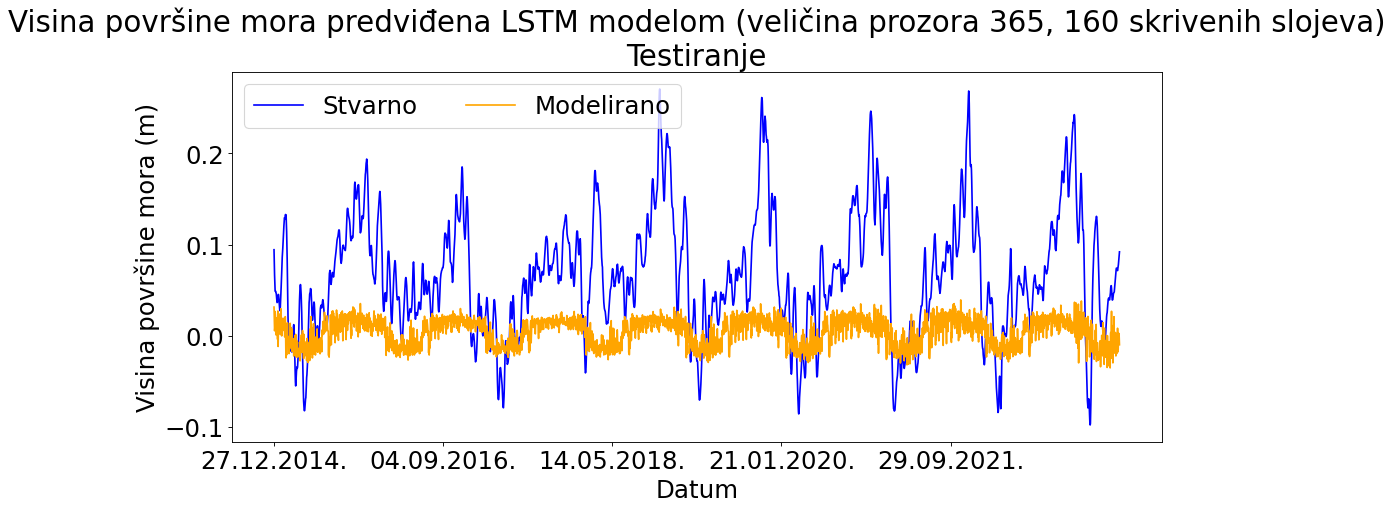 Visina površine mora predviđena LSTM modelom (veličina prozora 365, 160 skrivenih slojeva)
Testiranje
Stvarno
Modelirano
Visina površine mora (m)
0.2
0.1
0.0
−0.1
27.12.2014.
04.09.2016.
14.05.2018.
21.01.2020.
29.09.2021.
Datum